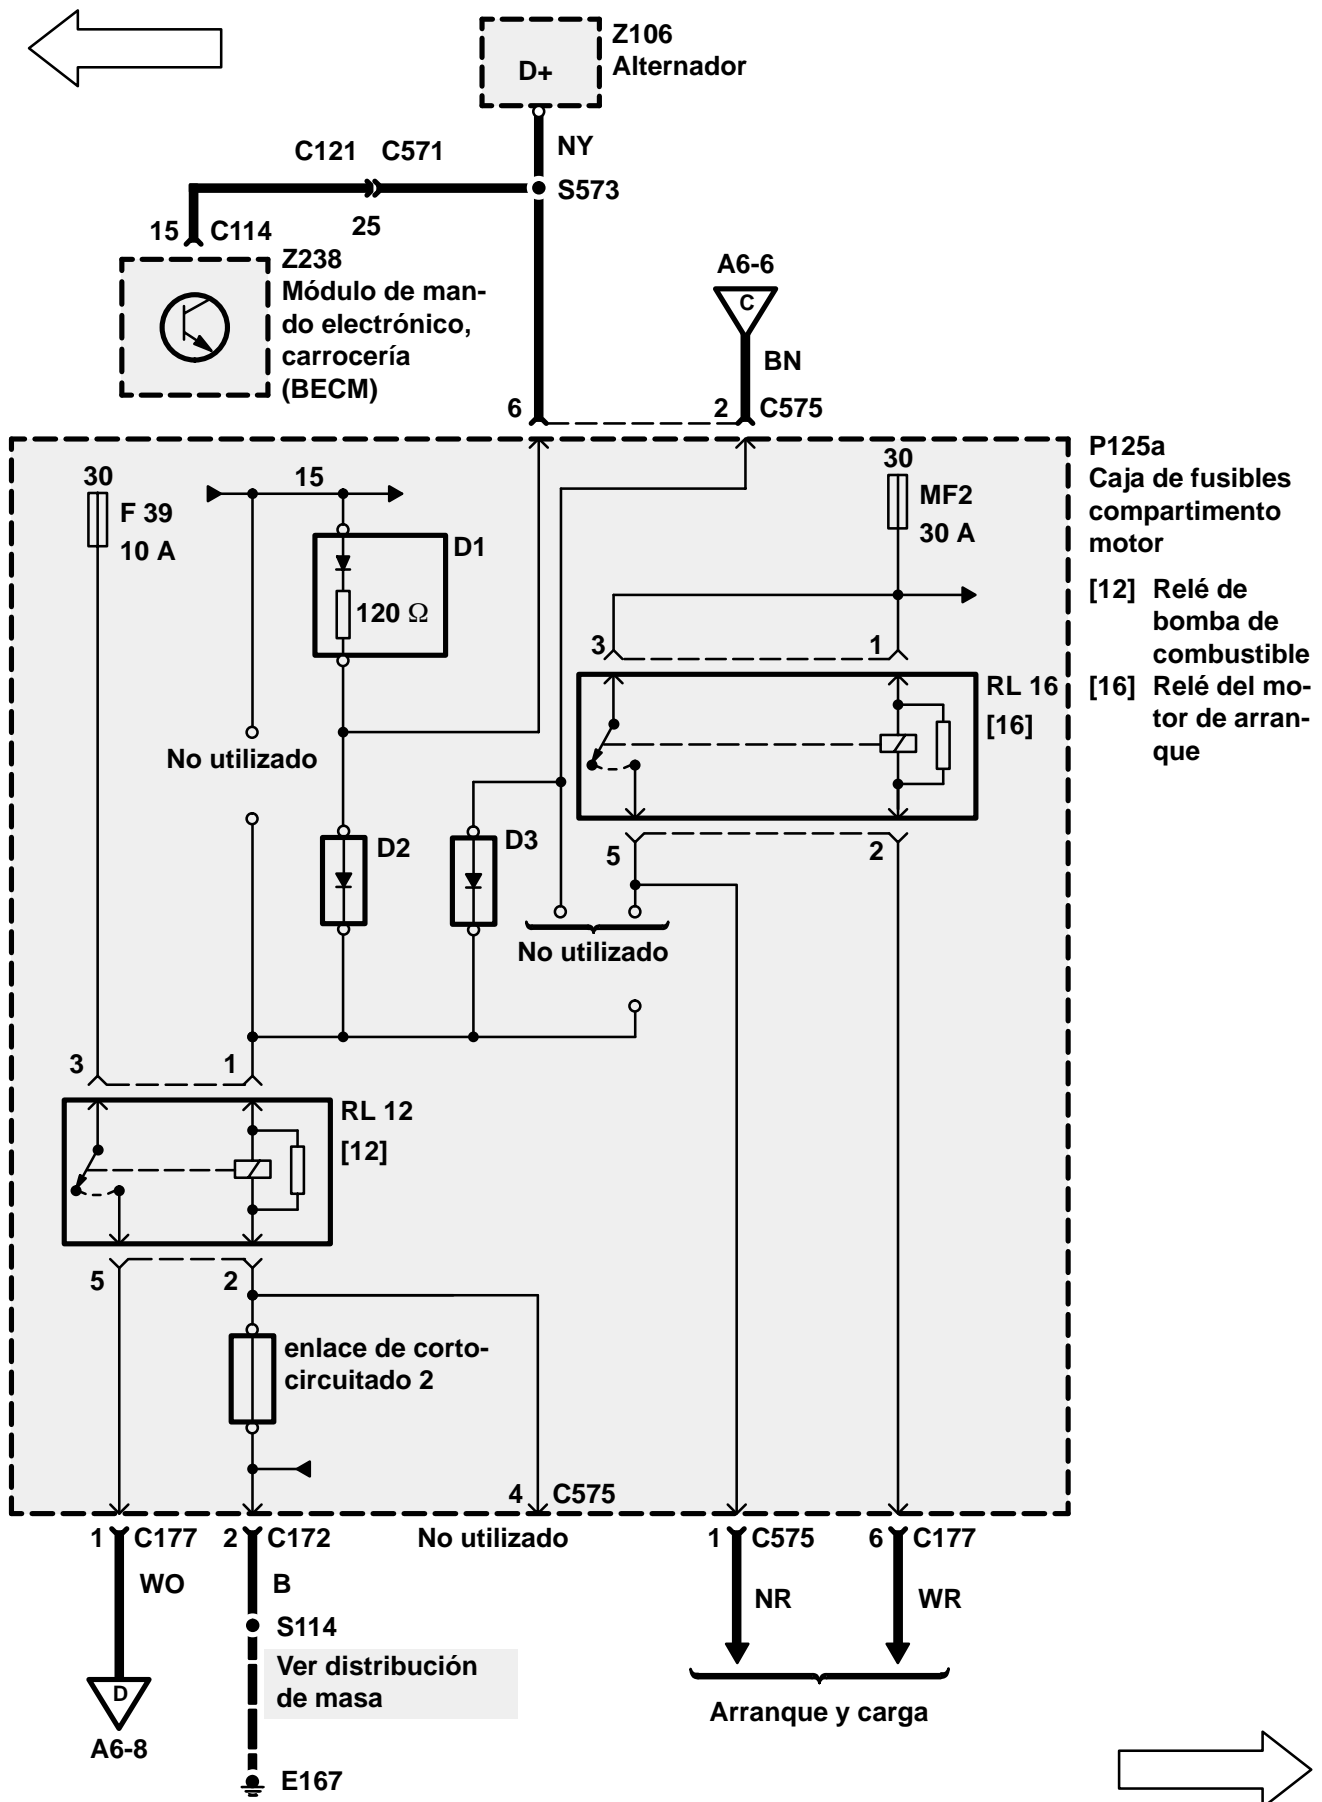 Z106
Alternador
D+
NY
C121 C571
S573
25
15 C114
Z238
Módulo de man-
do electrónico,
carrocería
(BECM)
A6-6
C
BN
6
2 C575
P125a
Caja de fusibles
compartimento
motor
[12] Relé de
bomba de
combustible
[16] Relé del mo-
tor de arran-
que
30
F 39
10 A
15
D1
120 Ω
30
MF2
30 A
3
1
RL 16
[16]
No utilizado
D2
D3
5
2
No utilizado
3
1
RL 12
[12]
5
2
enlace de corto-
circuitado 2
4 C575
1 C177
2 C172
No utilizado
1 C575
6 C177
WO
B
NR
WR
S114
Ver distribución
de masa
D
A6-8
Arranque y carga
E167